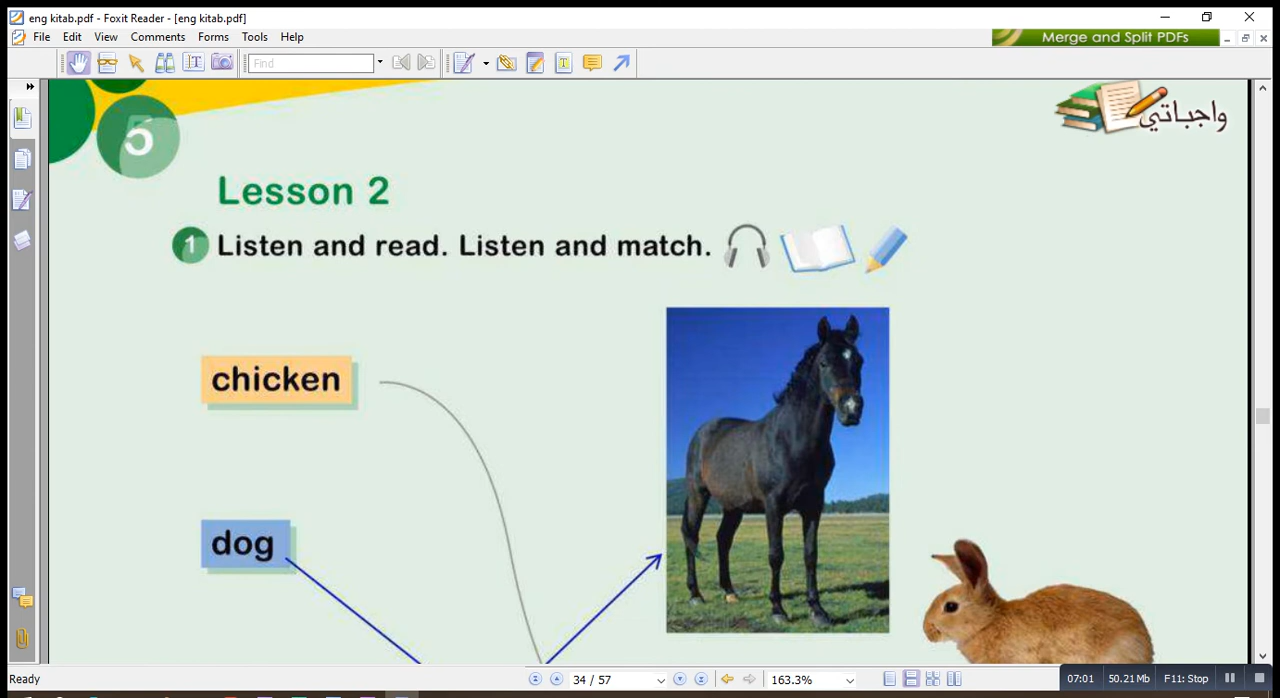 eng kitab.pdf - Foxit Reader - [eng kitab.pdf]
File Edit View Comments Forms Tools Help
Merge and Split PDFs
Find
5
واجباتي
Lesson 2
1 Listen and read. Listen and match.
chicken
dog
Ready
34 / 57
163.3%
07:01 50.21 Mb F11: Stop